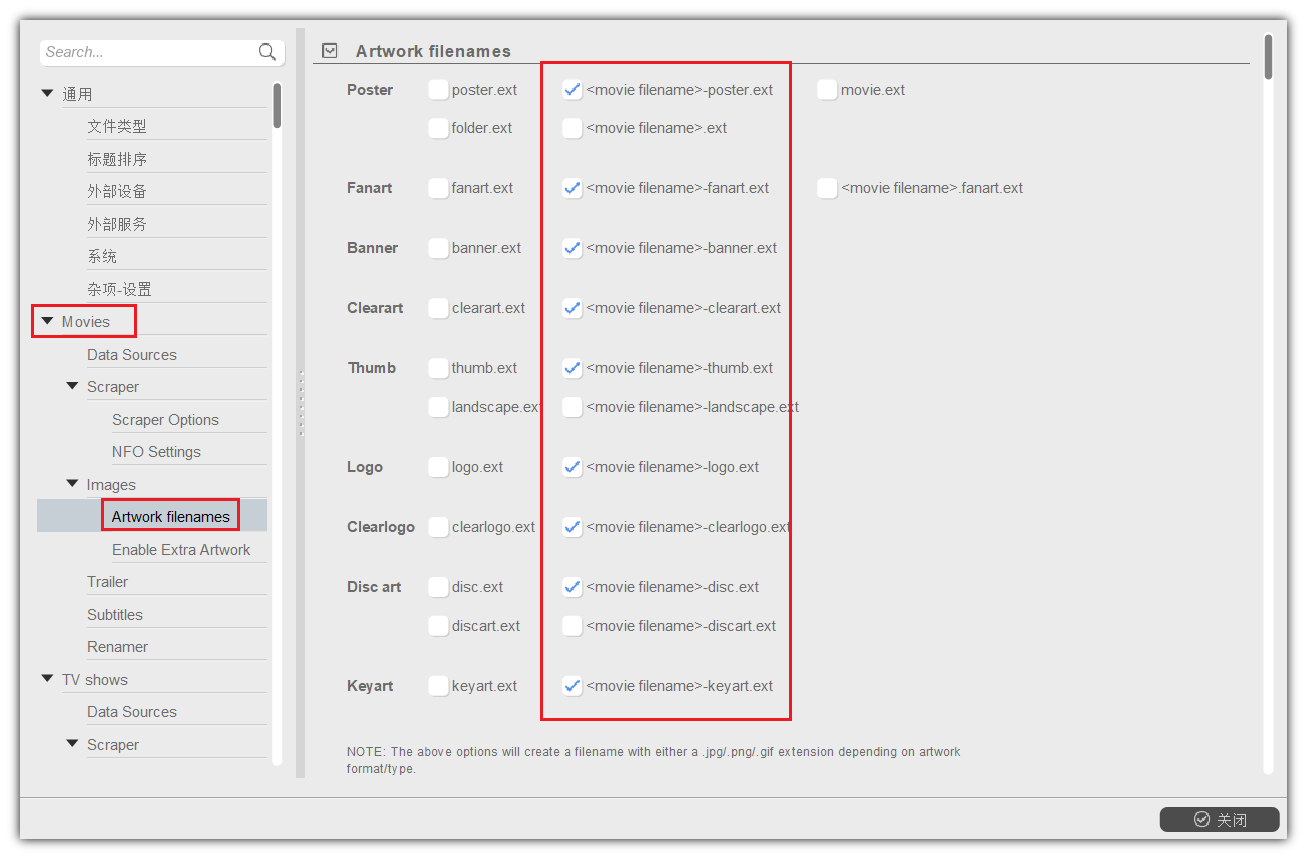 Search...
通用
文件类型
标题排序
外部设备
外部服务
系统
杂项-设置
Movies
Data Sources
Scraper
Scraper Options
NFO Settings
Images
Artwork filenames
Enable Extra Artwork
Trailer
Subtitles
Renamer
TV shows
Data Sources
Scraper
Artwork filenames
Poster poster.ext <movie filename>-poster.ext movie.ext
folder.ext <movie filename>.ext
Fanart fanart.ext <movie filename>-fanart.ext <movie filename>.fanart.ext
Banner banner.ext <movie filename>-banner.ext
Clearart clearart.ext <movie filename>-clearart.ext
Thumb thumb.ext <movie filename>-thumb.ext
landscape.ext <movie filename>-landscape.ext
Logo logo.ext <movie filename>-logo.ext
Clearlogo clearlogo.ext <movie filename>-clearlogo.ext
Disc art disc.ext <movie filename>-disc.ext
discart.ext <movie filename>-discart.ext
Keyart keyart.ext <movie filename>-keyart.ext
NOTE: The above options will create a filename with either a .jpg/.png/.gif extension depending on artwork
format/type.
关闭